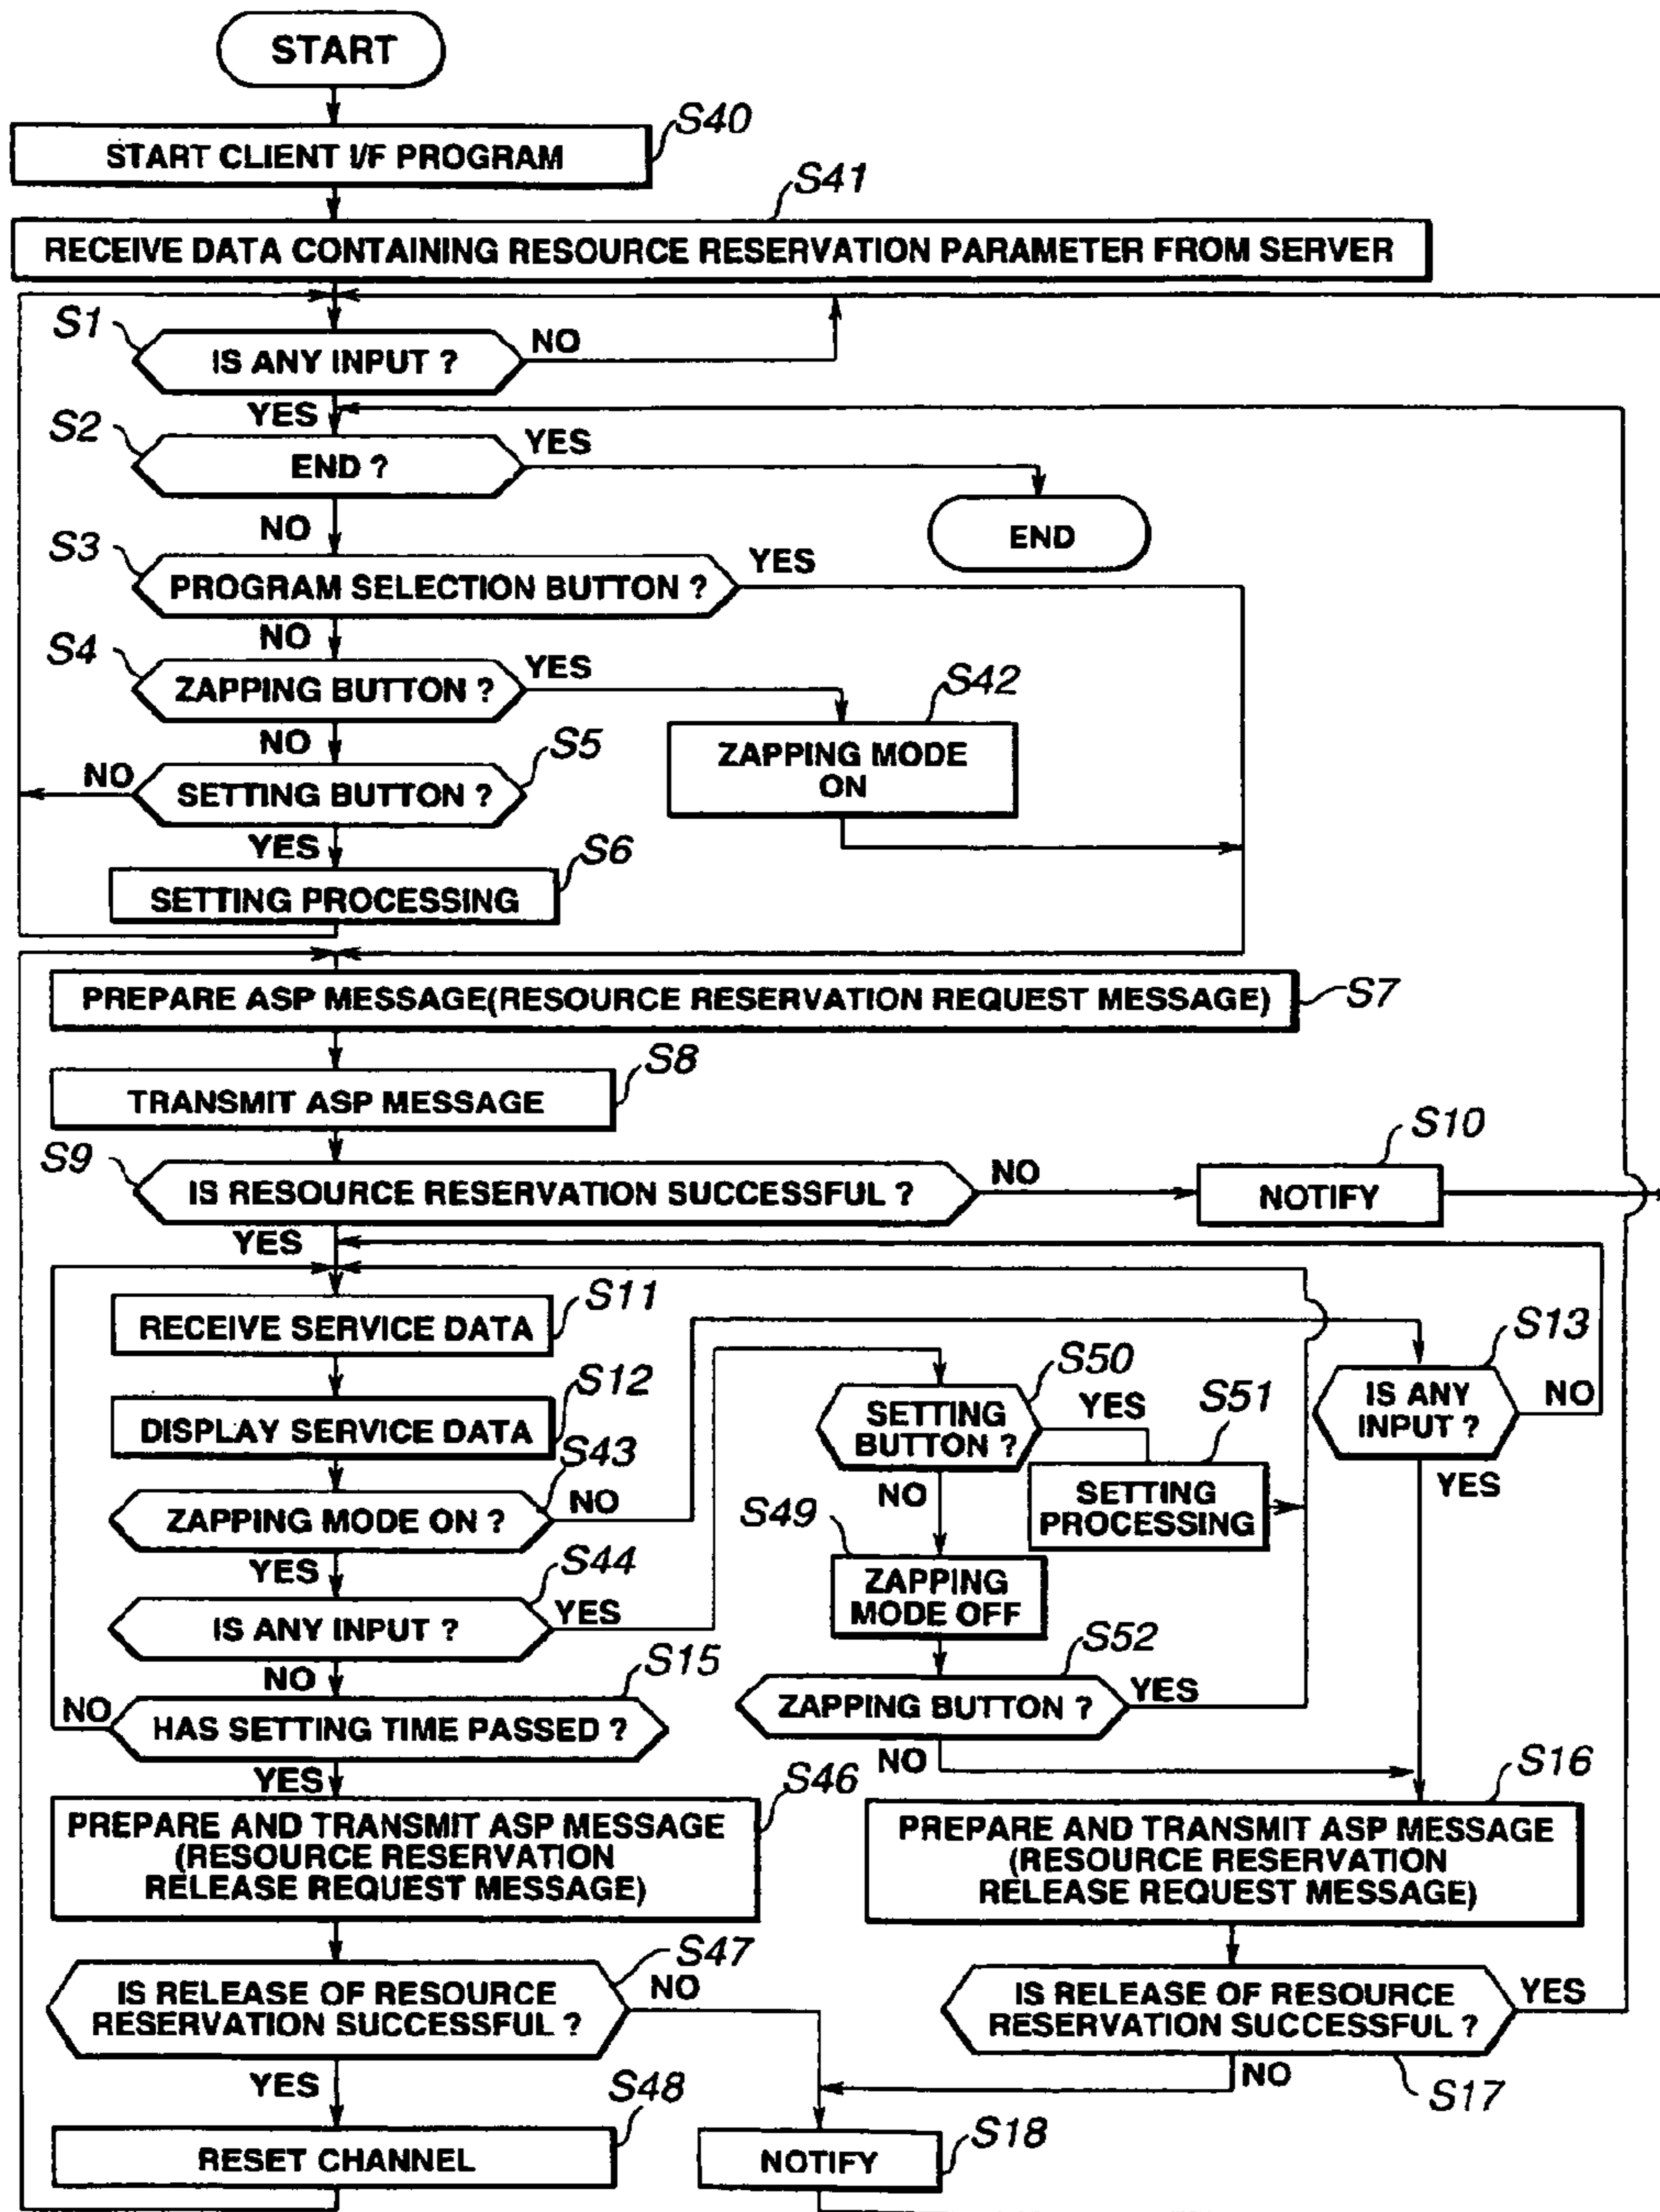 START
S40
START CLIENT I/F PROGRAM
S41
RECEIVE DATA CONTAINING RESOURCE RESERVATION PARAMETER FROM SERVER
S1
IS ANY INPUT ?
NO
YES
S2
END ?
YES
NO
END
S3
PROGRAM SELECTION BUTTON ?
YES
NO
S4
ZAPPING BUTTON ?
YES
S42
ZAPPING MODE
ON
NO
S5
NO
SETTING BUTTON ?
YES
S6
SETTING PROCESSING
PREPARE ASP MESSAGE(RESOURCE RESERVATION REQUEST MESSAGE)
S7
S8
TRANSMIT ASP MESSAGE
S9
IS RESOURCE RESERVATION SUCCESSFUL ?
NO
S10
NOTIFY
YES
S11
RECEIVE SERVICE DATA
S12
DISPLAY SERVICE DATA
S43
ZAPPING MODE ON ?
NO
YES
S44
IS ANY INPUT ?
YES
NO
S15
NO
HAS SETTING TIME PASSED ?
YES
S50
SETTING
BUTTON ?
YES
S51
SETTING
PROCESSING
NO
S49
ZAPPING
MODE OFF
S52
ZAPPING BUTTON ?
YES
NO
S13
IS ANY
INPUT ?
NO
YES
S46
PREPARE AND TRANSMIT ASP MESSAGE
(RESOURCE RESERVATION
RELEASE REQUEST MESSAGE)
S16
PREPARE AND TRANSMIT ASP MESSAGE
(RESOURCE RESERVATION
RELEASE REQUEST MESSAGE)
S47
IS RELEASE OF RESOURCE
RESERVATION SUCCESSFUL ?
NO
YES
IS RELEASE OF RESOURCE
RESERVATION SUCCESSFUL ?
YES
NO
S17
S48
RESET CHANNEL
S18
NOTIFY